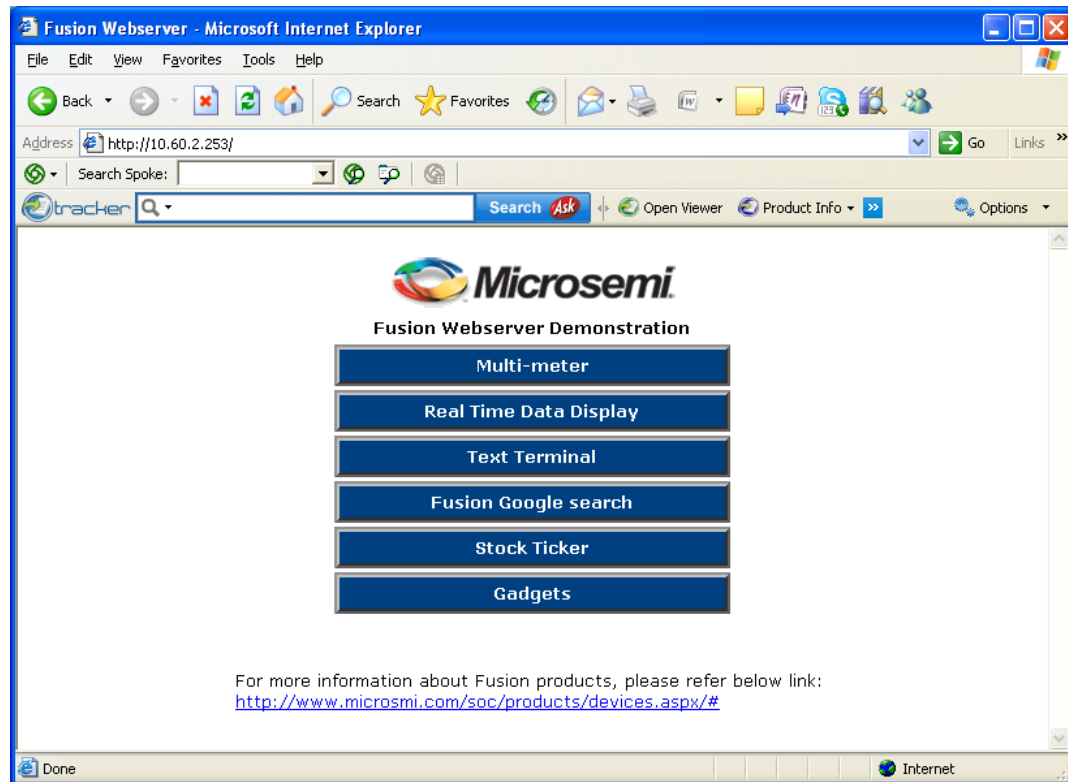 Fusion Webserver - Microsoft Internet Explorer
File Edit View Favorites Tools Help
Back Search Favorites
Address http://10.60.2.253/ Go Links »
Search Spoke:
etracker Search Ask Open Viewer Product Info » Options
Microsemi.
Fusion Webserver Demonstration
Multi-meter
Real Time Data Display
Text Terminal
Fusion Google search
Stock Ticker
Gadgets
For more information about Fusion products, please refer below link:
http://www.microsmi.com/soc/products/devices.aspx/#
Done Internet